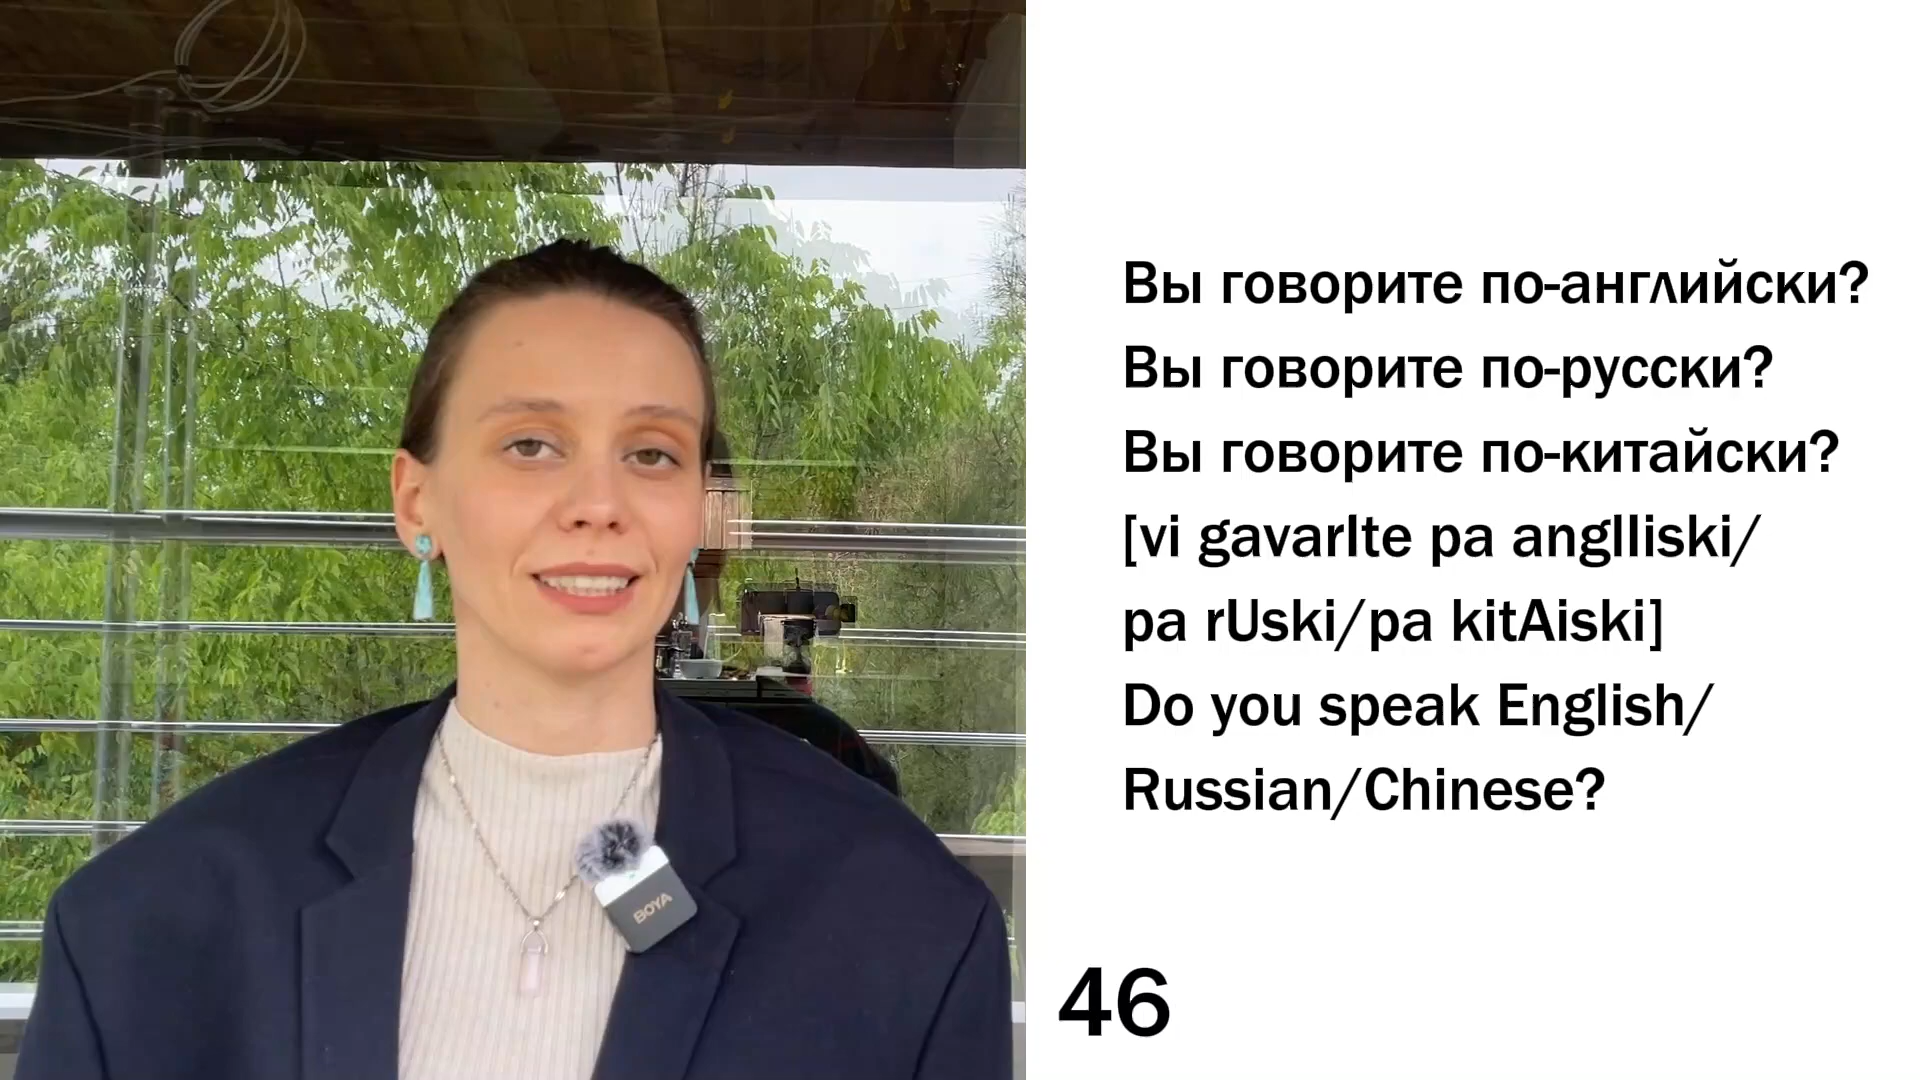 Вы говорите по-английски?
Вы говорите по-русски?
Вы говорите по-китайски?
[vi gavarIte pa anglIiski/
pa rUski/pa kitAiski]
Do you speak English/
Russian/Chinese?
46
BOYA